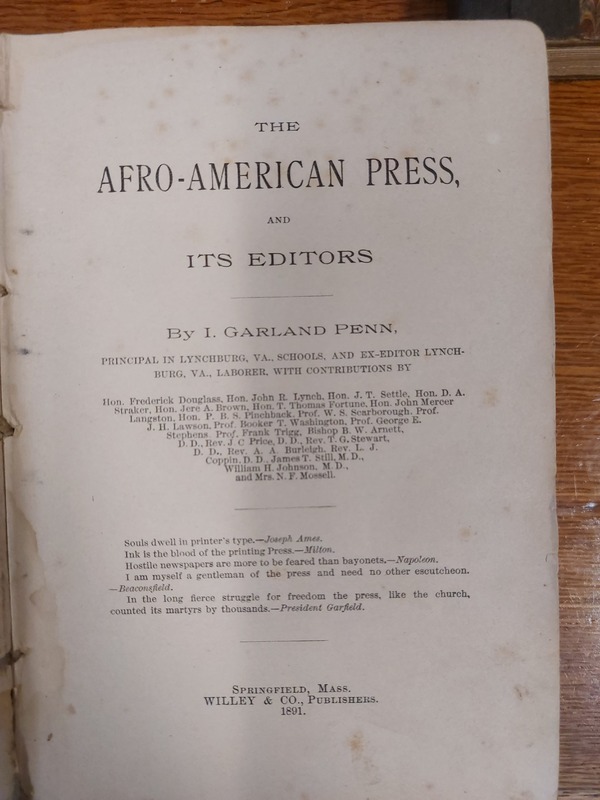 THE
AFRO-AMERICAN PRESS,
AND
ITS EDITORS
By I. GARLAND PENN,
PRINCIPAL IN LYNCHBURG, VA., SCHOOLS, AND EX-EDITOR LYNCH-
BURG, VA., LABORER, WITH CONTRIBUTIONS BY
Hon. Frederick Douglass, Hon. John R. Lynch, Hon. J. T. Settle, Hon. D. A.
Straker, Hon. Jere A. Brown, Hon. T. Thomas Fortune, Hon. John Mercer
Langston, Hon. P. B. S. Pinchback, Prof. W. S. Scarborough, Prof.
J. H. Lawson, Prof. Booker T. Washington, Prof. George E.
Stephens, Prof. Frank Trigg, Bishop B. W. Arnett,
D. D., Rev. J. C Price, D. D., Rev. T. G. Stewart,
D. D., Rev. A. A. Burleigh, Rev. L. J.
Coppin, D. D., James T. Still, M. D.,
William H. Johnson, M. D.,
and Mrs. N. F. Mossell.
Souls dwell in printer's type.—Joseph Ames.
Ink is the blood of the printing Press.—Milton.
Hostile newspapers are more to be feared than bayonets.—Napoleon.
I am myself a gentleman of the press and need no other escutcheon.
—Beaconsfield.
In the long fierce struggle for freedom the press, like the church,
counted its martyrs by thousands.—President Garfield.
SPRINGFIELD, MASS.
WILLEY & CO., PUBLISHERS.
1891.